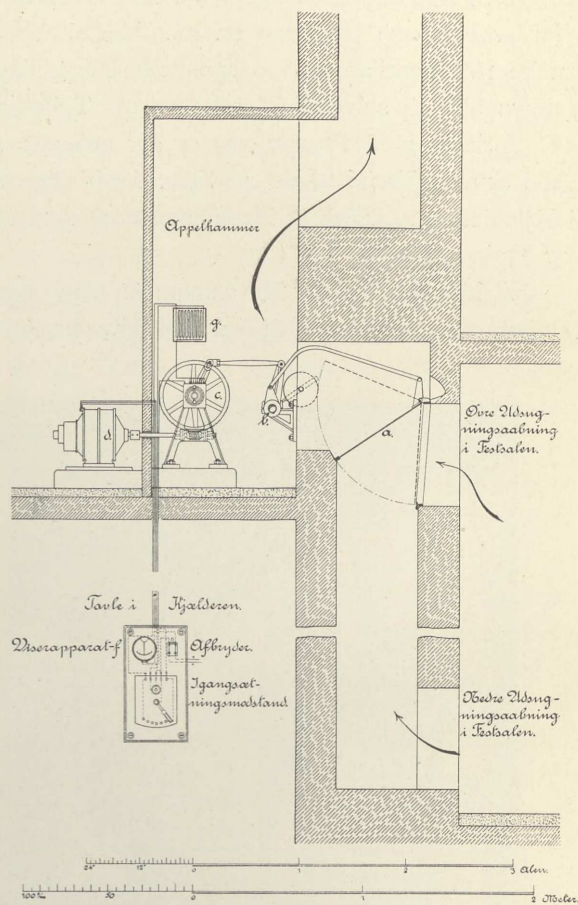 Appelkammer
g.
c.
d.
b.
a.
Øvre Udsug-
ningsaabning
i Festsalen.
Tavle i Kjælderen.
Viserapparat-f
Afbryder.
Igangsæt-
ningsmodstand.
Nedre Udsug-
ningsaabning
i Festsalen.
24" 12" 0 1 2 3 Alen.
100 cm 50 0 1 2 Meter.